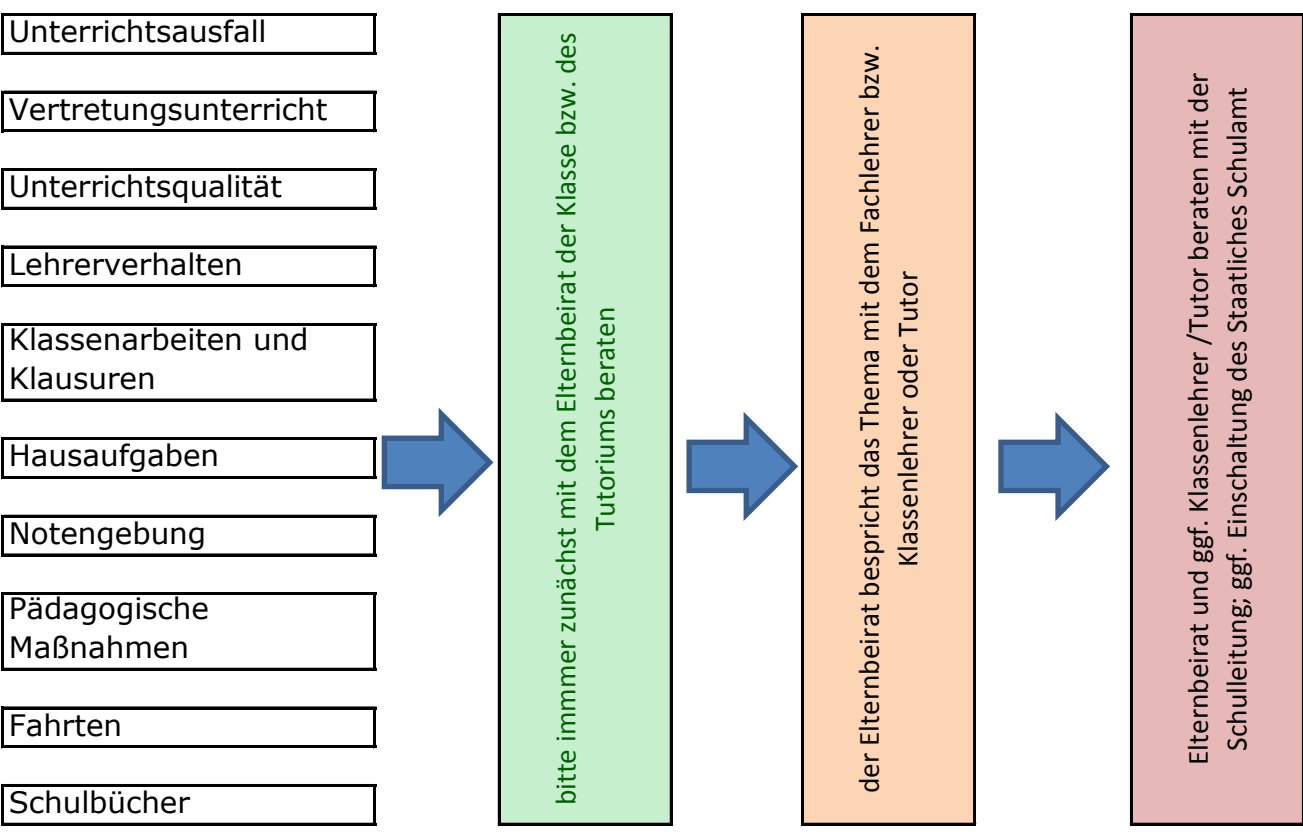 Unterrichtsausfall
Vertretungsunterricht
Unterrichtsqualität
Lehrerverhalten
Klassenarbeiten und
Klausuren
Hausaufgaben
Notengebung
Pädagogische
Maßnahmen
Fahrten
Schulbücher
bitte immmer zunächst mit dem Elternbeirat der Klasse bzw. des
Tutoriums beraten
der Elternbeirat bespricht das Thema mit dem Fachlehrer bzw.
Klassenlehrer oder Tutor
Elternbeirat und ggf. Klassenlehrer /Tutor beraten mit der
Schulleitung; ggf. Einschaltung des Staatliches Schulamt